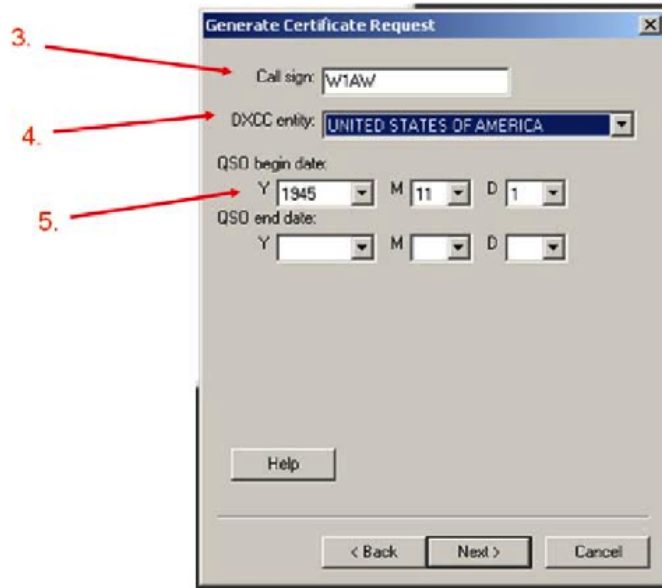 Generate Certificate Request
3.
Call sign: W1AW
4.
DXCC entity: UNITED STATES OF AMERICA
QSO begin date:
5.
Y 1945 M 11 D 1
QSO end date:
Y M D
Help
< Back Next > Cancel